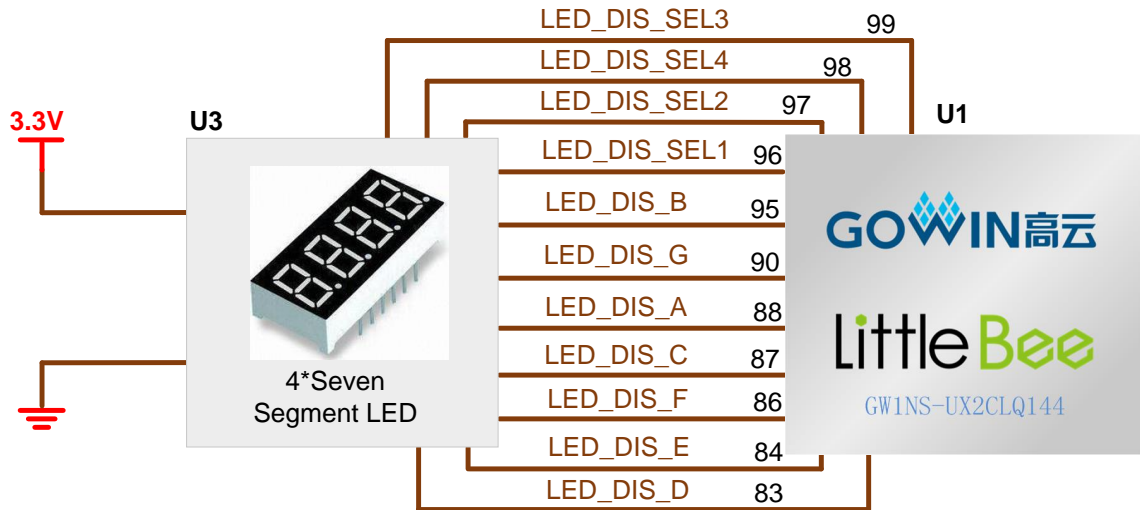 LED_DIS_SEL3 99
LED_DIS_SEL4 98
LED_DIS_SEL2 97
3.3V
U3
U1
LED_DIS_SEL1 96
LED_DIS_B 95
LED_DIS_G 90
LED_DIS_A 88
LED_DIS_C 87
LED_DIS_F 86
LED_DIS_E 84
LED_DIS_D 83
4*Seven
Segment LED
GOWIN高云
LittleBee
GW1NS-UX2CLQ144